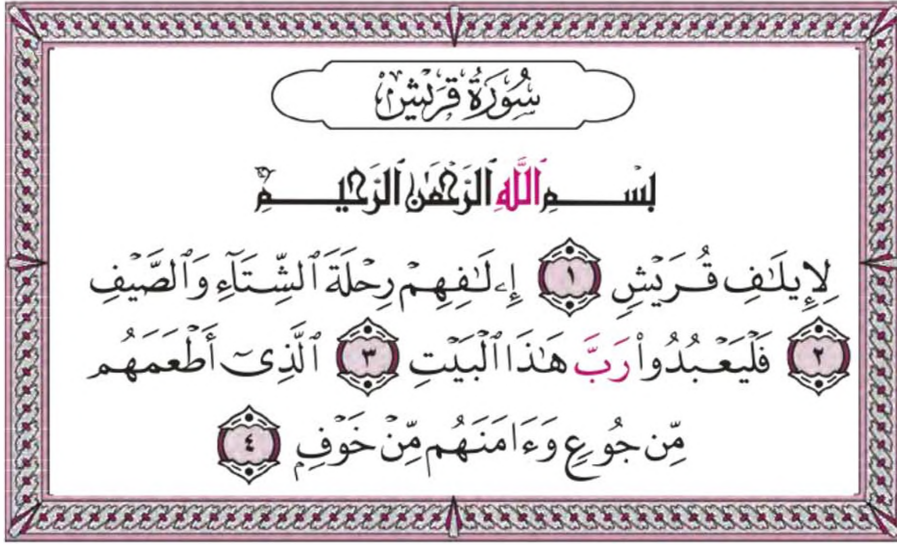 سُورَةُ قُرَيْشٍ
بِسْمِ ٱللَّهِ ٱلرَّحْمَٰنِ ٱلرَّحِيمِ
لِإِيلَٰفِ قُرَيْشٍ ١ إِۦلَٰفِهِمْ رِحْلَةَ ٱلشِّتَآءِ وَٱلصَّيْفِ
٢ فَلْيَعْبُدُوا۟ رَبَّ هَٰذَا ٱلْبَيْتِ ٣ ٱلَّذِىٓ أَطْعَمَهُم
مِّن جُوعٍ وَءَامَنَهُم مِّنْ خَوْفٍۭ ٤